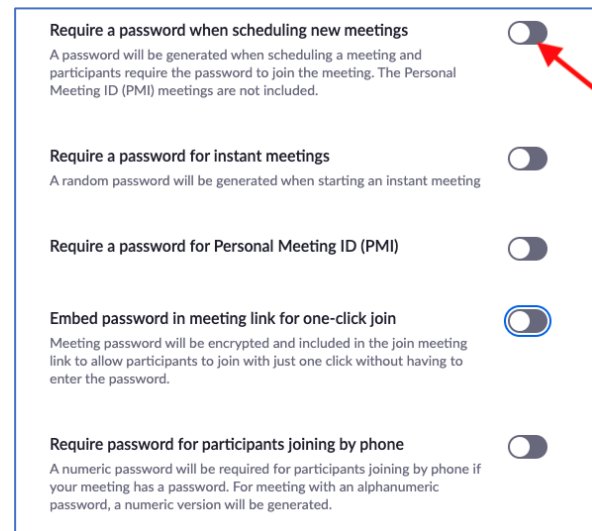 Require a password when scheduling new meetings
A password will be generated when scheduling a meeting and
participants require the password to join the meeting. The Personal
Meeting ID (PMI) meetings are not included.
Require a password for instant meetings
A random password will be generated when starting an instant meeting
Require a password for Personal Meeting ID (PMI)
Embed password in meeting link for one-click join
Meeting password will be encrypted and included in the join meeting
link to allow participants to join with just one click without having to
enter the password.
Require password for participants joining by phone
A numeric password will be required for participants joining by phone if
your meeting has a password. For meeting with an alphanumeric
password, a numeric version will be generated.